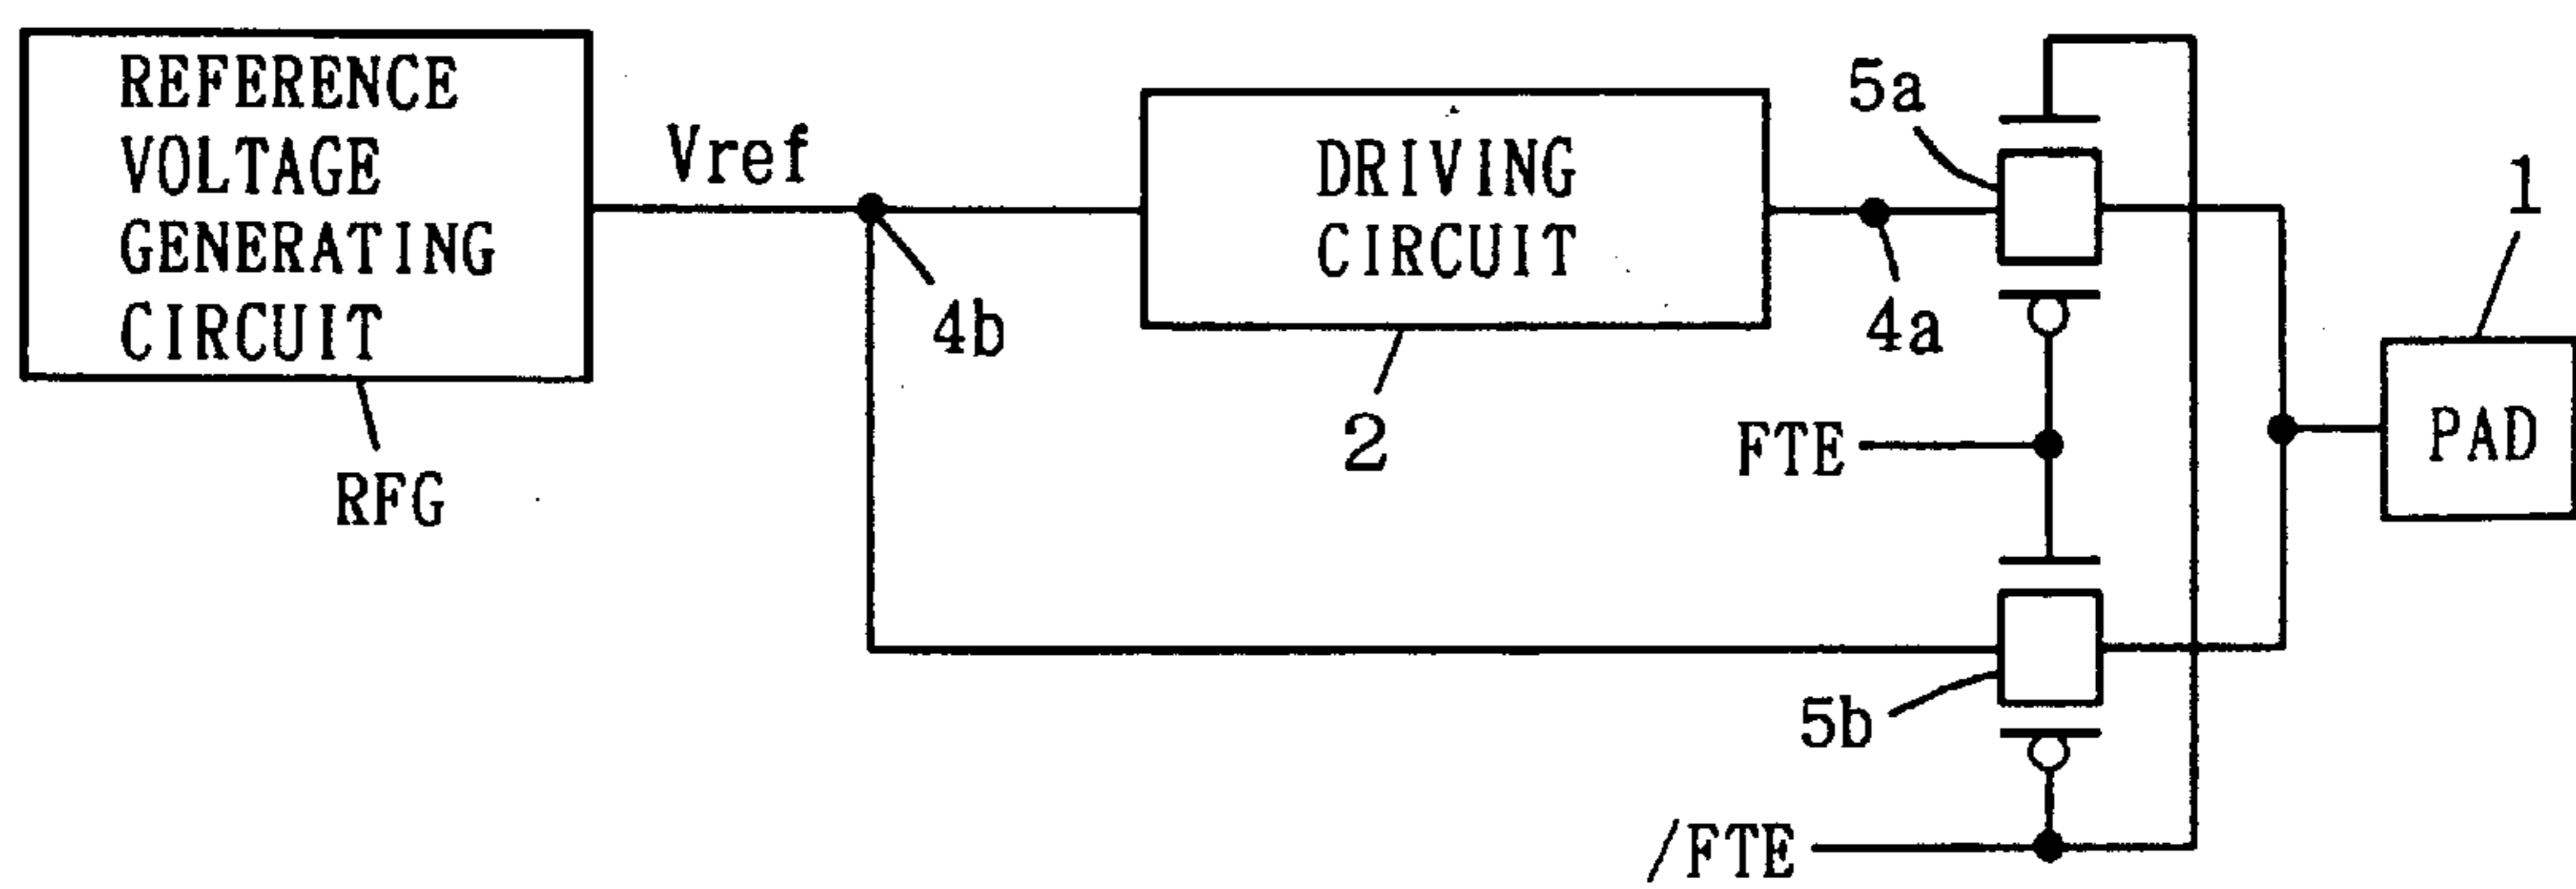 REFERENCE
VOLTAGE
GENERATING
CIRCUIT
RFG
Vref
4b
DRIVING
CIRCUIT
2
4a
5a
FTE
5b
/FTE
1
PAD